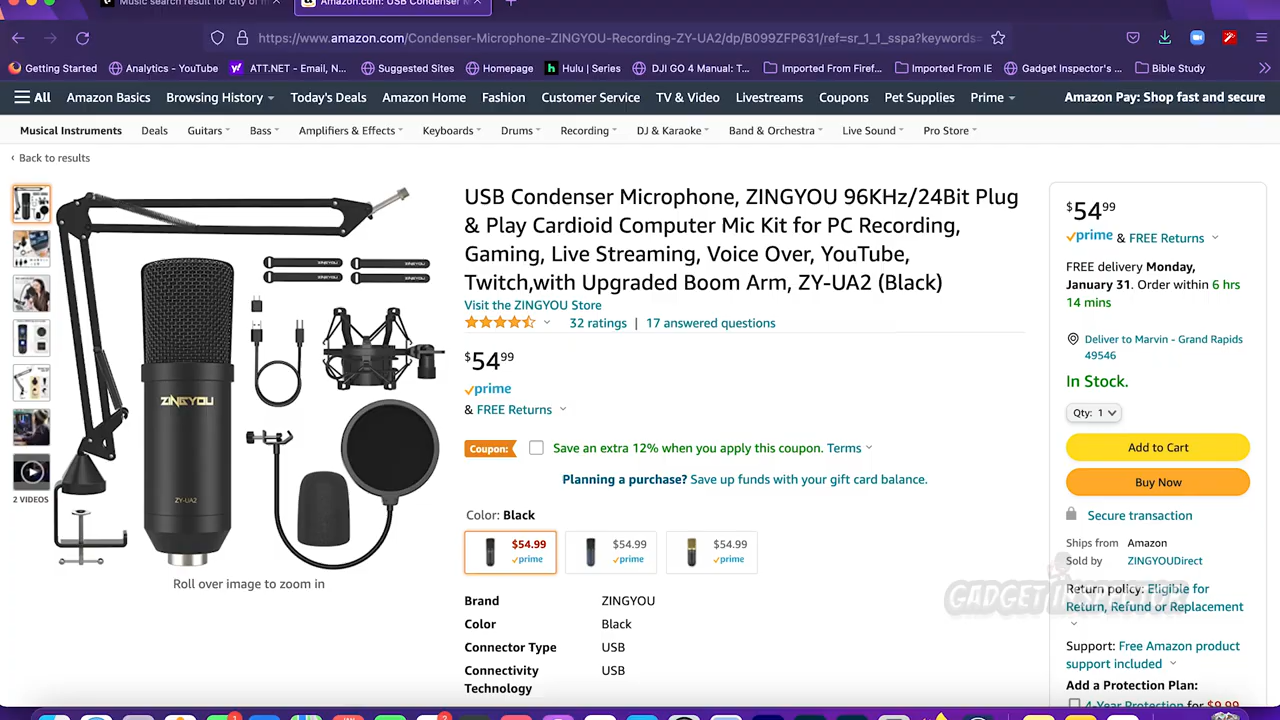 Music search result for city of
Amazon.com: USB Condenser M
https://www.amazon.com/Condenser-Microphone-ZINGYOU-Recording-ZY-UA2/dp/B099ZFP631/ref=sr_1_1_sspa?keywords=
Getting Started Analytics - YouTube ATT.NET - Email, N... Suggested Sites Homepage Hulu | Series DJI GO 4 Manual: T... Imported From Firef... Imported From IE Gadget Inspector's ... Bible Study
All Amazon Basics Browsing History Today's Deals Amazon Home Fashion Customer Service TV & Video Livestreams Coupons Pet Supplies Prime Amazon Pay: Shop fast and secure
Musical Instruments Deals Guitars Bass Amplifiers & Effects Keyboards Drums Recording DJ & Karaoke Band & Orchestra Live Sound Pro Store
‹ Back to results
2 VIDEOS
ZINGYOU
ZINGYOU
ZINGYOU
ZINGYOU
ZINGYOU
ZY-UA2
Roll over image to zoom in
USB Condenser Microphone, ZINGYOU 96KHz/24Bit Plug
& Play Cardioid Computer Mic Kit for PC Recording,
Gaming, Live Streaming, Voice Over, YouTube,
Twitch,with Upgraded Boom Arm, ZY-UA2 (Black)
Visit the ZINGYOU Store
32 ratings | 17 answered questions
$54.99
prime
& FREE Returns
Coupon: Save an extra 12% when you apply this coupon. Terms
Planning a purchase? Save up funds with your gift card balance.
Color: Black
$54.99 $54.99 $54.99
prime prime prime
Brand ZINGYOU
Color Black
Connector Type USB
Connectivity USB
Technology
$54.99
prime & FREE Returns
FREE delivery Monday,
January 31. Order within 6 hrs
14 mins
Deliver to Marvin - Grand Rapids
49546
In Stock.
Qty: 1
Add to Cart
Buy Now
Secure transaction
Ships from Amazon
Sold by ZINGYOUDirect
Return policy: Eligible for
Return, Refund or Replacement
Support: Free Amazon product
support included
Add a Protection Plan:
4-Year Protection for $9.99
GADGET INSPECTOR